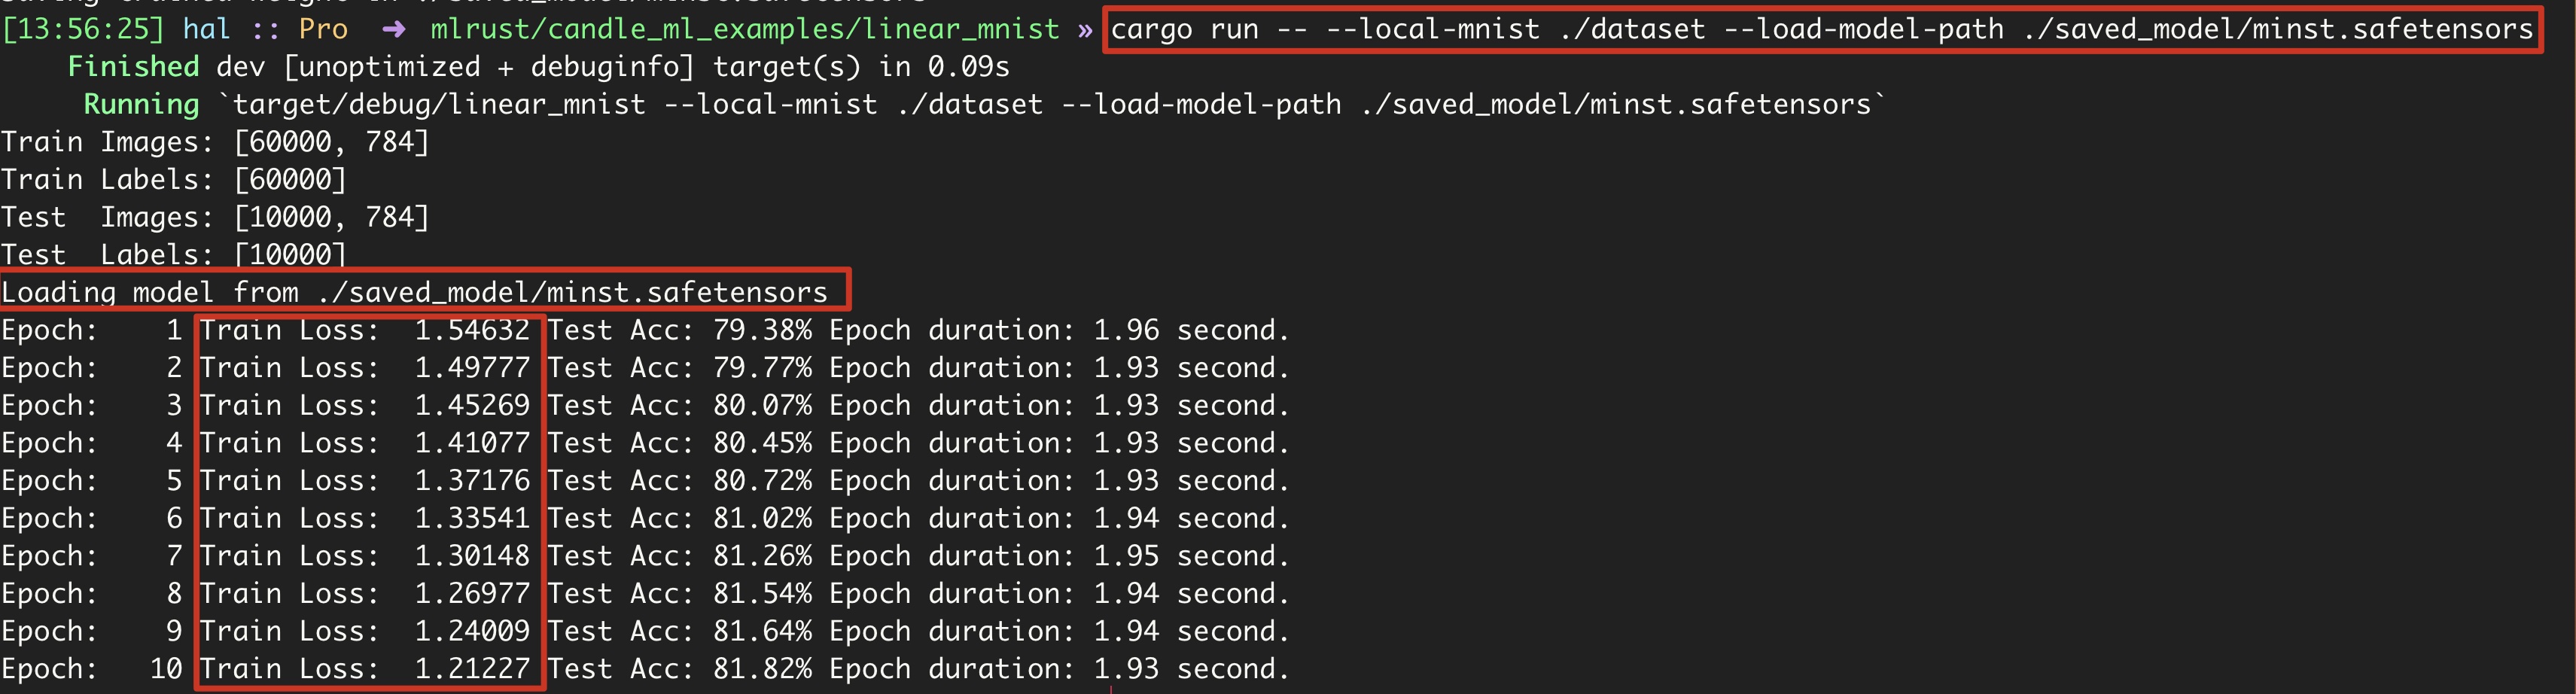 saving trained height in ./saved_model/minst.safetensors
[13:56:25] hal :: Pro ➜ mlrust/candle_ml_examples/linear_mnist » cargo run -- --local-mnist ./dataset --load-model-path ./saved_model/minst.safetensors
Finished dev [unoptimized + debuginfo] target(s) in 0.09s
Running `target/debug/linear_mnist --local-mnist ./dataset --load-model-path ./saved_model/minst.safetensors`
Train Images: [60000, 784]
Train Labels: [60000]
Test  Images: [10000, 784]
Test  Labels: [10000]
Loading model from ./saved_model/minst.safetensors
Epoch:    1 Train Loss:  1.54632 Test Acc: 79.38% Epoch duration: 1.96 second.
Epoch:    2 Train Loss:  1.49777 Test Acc: 79.77% Epoch duration: 1.93 second.
Epoch:    3 Train Loss:  1.45269 Test Acc: 80.07% Epoch duration: 1.93 second.
Epoch:    4 Train Loss:  1.41077 Test Acc: 80.45% Epoch duration: 1.93 second.
Epoch:    5 Train Loss:  1.37176 Test Acc: 80.72% Epoch duration: 1.93 second.
Epoch:    6 Train Loss:  1.33541 Test Acc: 81.02% Epoch duration: 1.94 second.
Epoch:    7 Train Loss:  1.30148 Test Acc: 81.26% Epoch duration: 1.95 second.
Epoch:    8 Train Loss:  1.26977 Test Acc: 81.54% Epoch duration: 1.94 second.
Epoch:    9 Train Loss:  1.24009 Test Acc: 81.64% Epoch duration: 1.94 second.
Epoch:   10 Train Loss:  1.21227 Test Acc: 81.82% Epoch duration: 1.93 second.